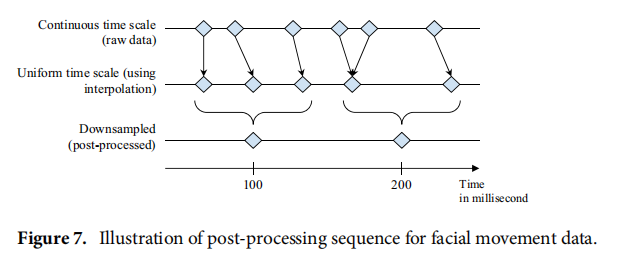 Continuous time scale
(raw data)
Uniform time scale (using
interpolation)
Downsampled
(post-processed)
100
200
Time
in millisecond
Figure 7. Illustration of post-processing sequence for facial movement data.